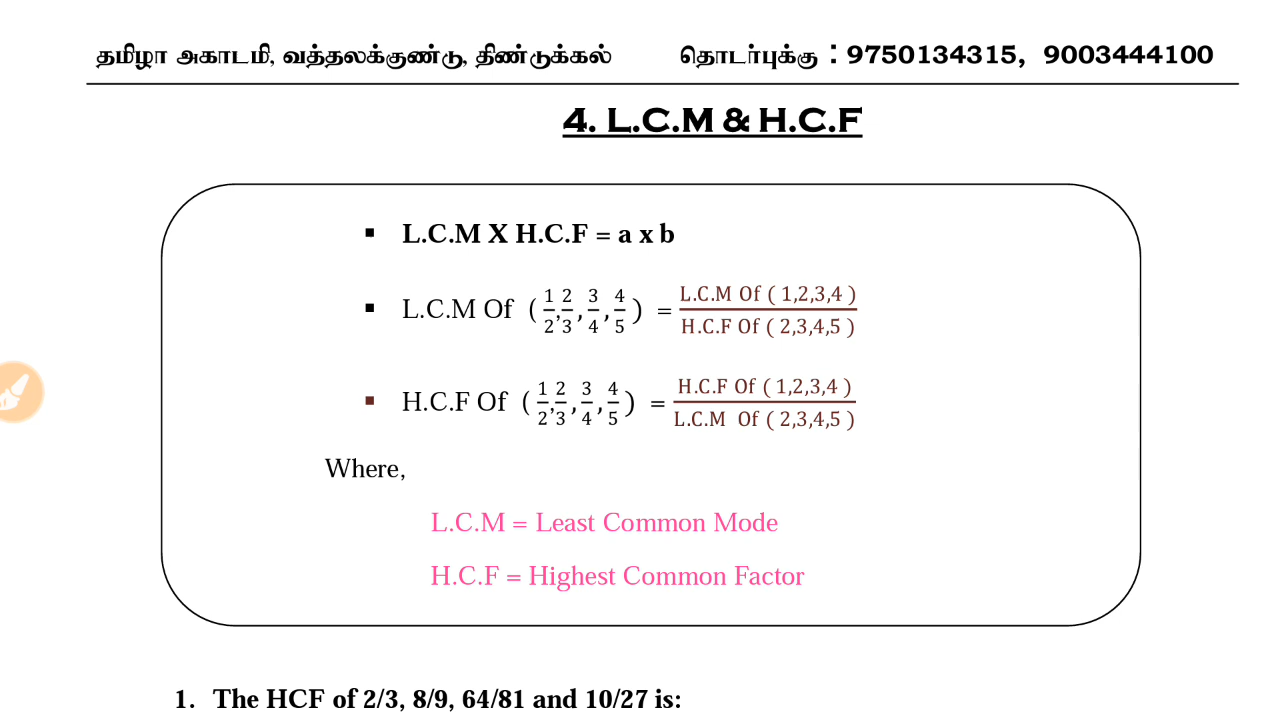 தமிழா அகாடமி, வத்தலக்குண்டு, திண்டுக்கல் தொடர்புக்கு : 9750134315, 9003444100
4. L.C.M & H.C.F
▪ L.C.M X H.C.F = a x b
▪ L.C.M Of ( 1/2, 2/3, 3/4, 4/5 ) = L.C.M Of ( 1,2,3,4 ) / H.C.F Of ( 2,3,4,5 )
▪ H.C.F Of ( 1/2, 2/3, 3/4, 4/5 ) = H.C.F Of ( 1,2,3,4 ) / L.C.M Of ( 2,3,4,5 )
Where,
L.C.M = Least Common Mode
H.C.F = Highest Common Factor
1. The HCF of 2/3, 8/9, 64/81 and 10/27 is: